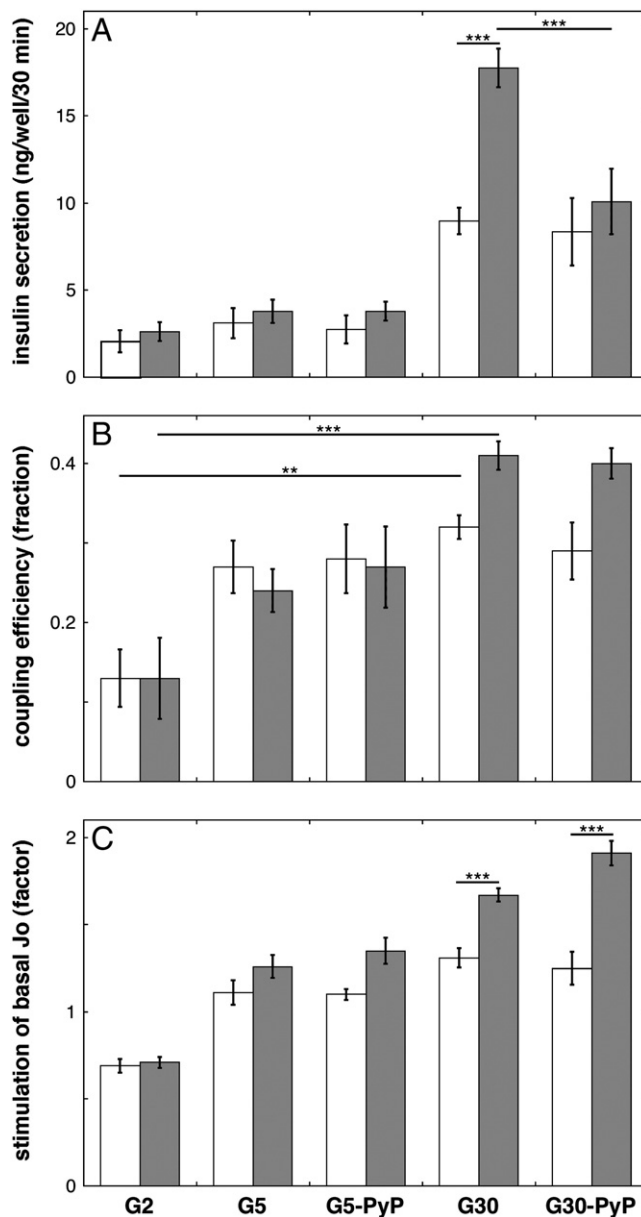 A
insulin secretion (ng/well/30 min)
20
15
10
5
0
***
***
B
coupling efficiency (fraction)
0.4
0.2
0
***
**
C
stimulation of basal Jo (factor)
2
1
0
***
***
G2 G5 G5-PyP G30 G30-PyP